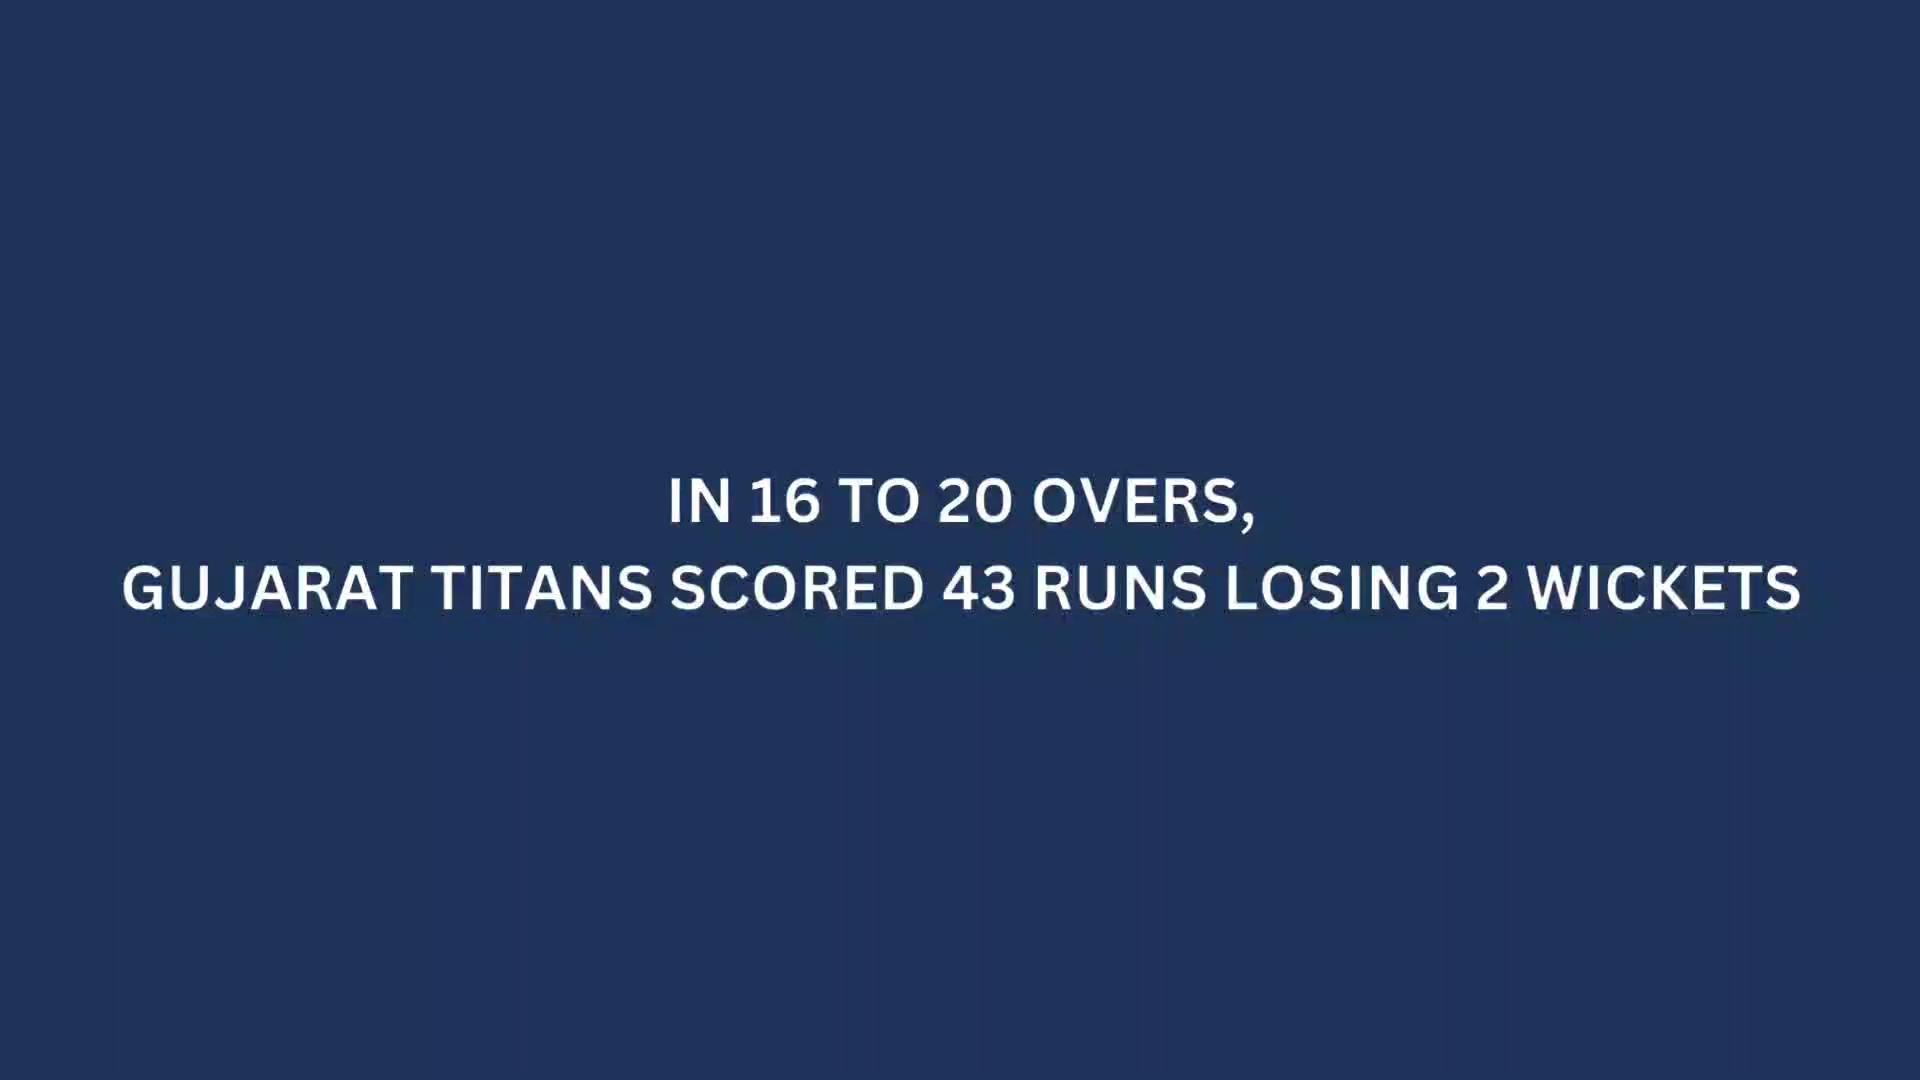 IN 16 TO 20 OVERS,
GUJARAT TITANS SCORED 43 RUNS LOSING 2 WICKETS